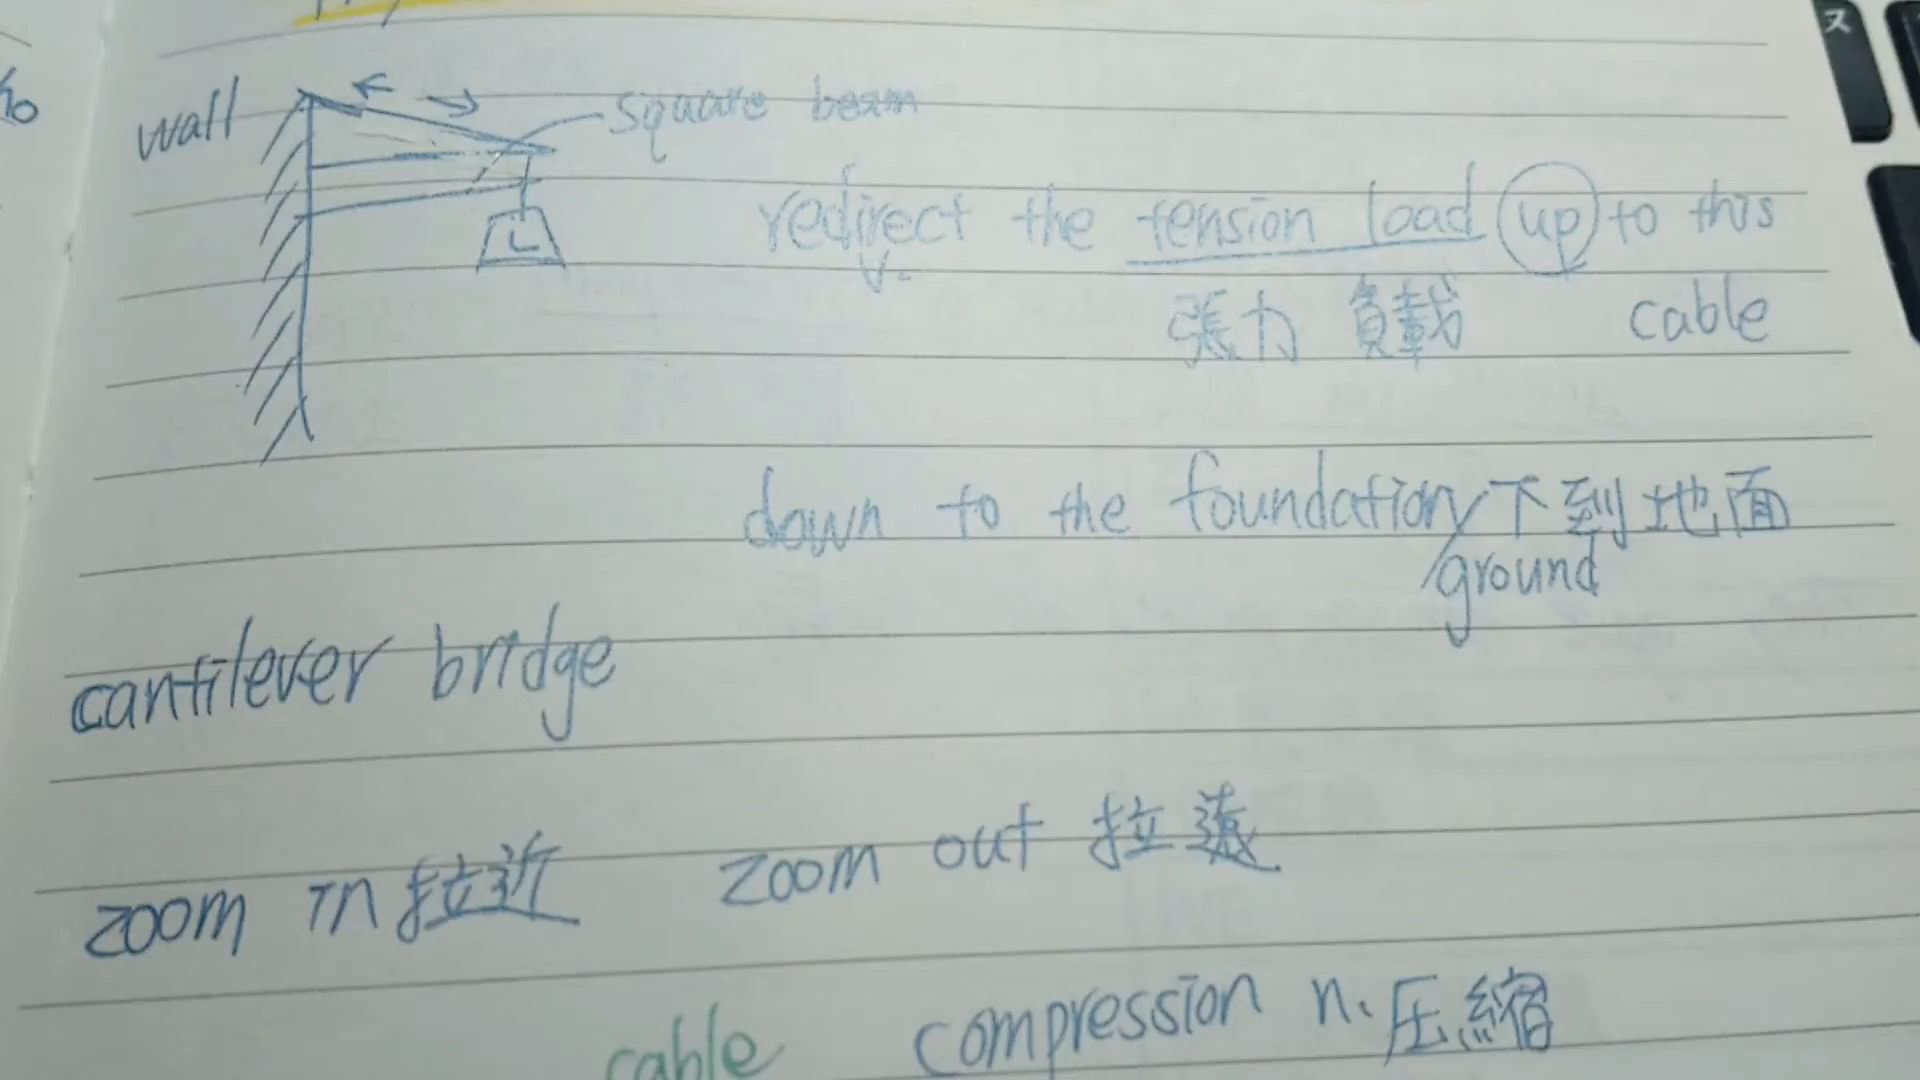 wall
square beam
redirect the tension load up to this
v.
張力 負載 cable
L
down to the foundation/下到地面
ground
cantilever bridge
zoom in 拉近 zoom out 拉遠
cable compression n. 压縮
ㄡ